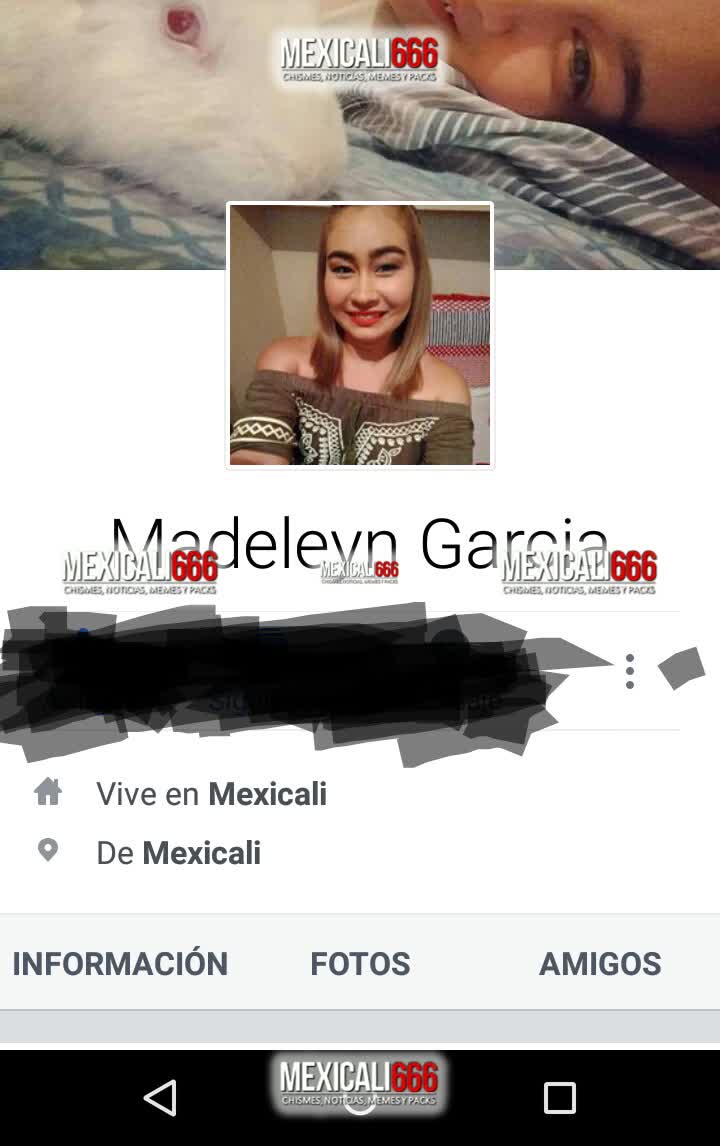 MEXICALI666
CHISMES, NOTICIAS, MEMES Y PACKS
Madeleyn Garcia
MEXICALI666 MEXICALI666 MEXICALI666
CHISMES, NOTICIAS, MEMES Y PACKS CHISMES, NOTICIAS, MEMES Y PACKS CHISMES, NOTICIAS, MEMES Y PACKS
Vive en Mexicali
De Mexicali
INFORMACIÓN FOTOS AMIGOS
MEXICALI666
CHISMES, NOTICIAS, MEMES Y PACKS